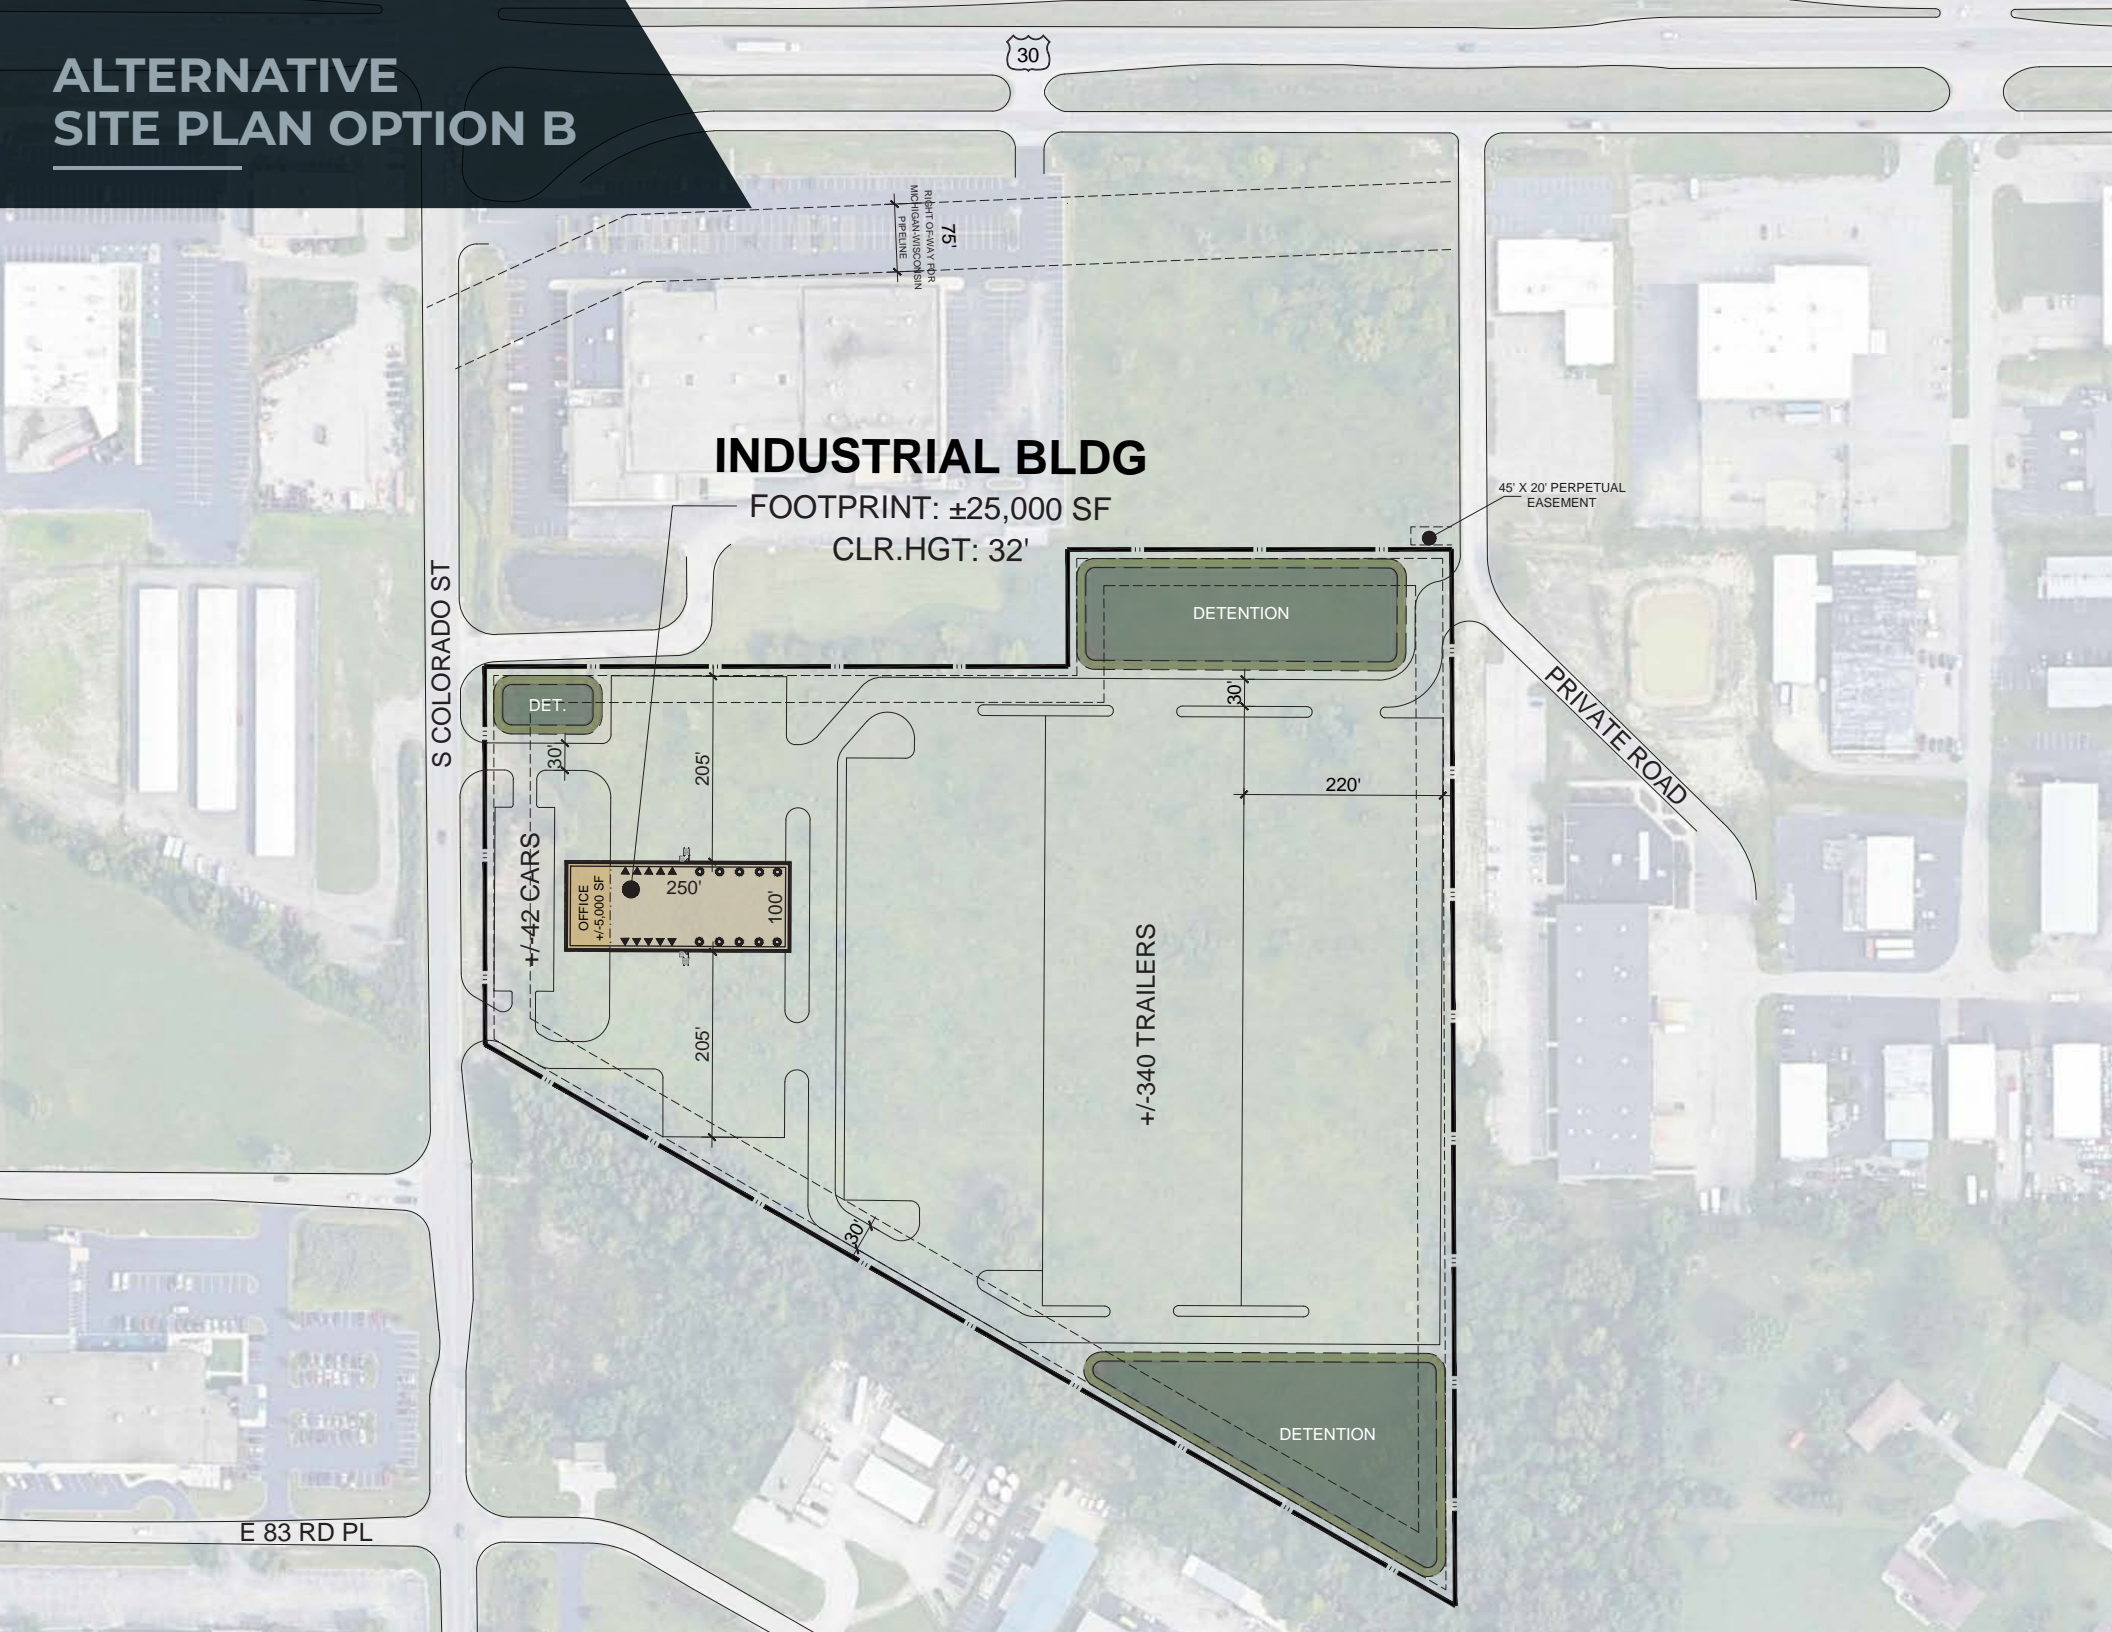 ALTERNATIVE
SITE PLAN OPTION B
30
75'
RIGHT OF-WAY FOR
MICHIGAN-WISCONSIN
PIPELINE
INDUSTRIAL BLDG
FOOTPRINT: ±25,000 SF
CLR.HGT: 32'
45' X 20' PERPETUAL
EASEMENT
DETENTION
S COLORADO ST
DET.
30'
30'
205'
220'
PRIVATE ROAD
+/-42 CARS
OFFICE
+/-5,000 SF
250'
100'
+/-340 TRAILERS
205'
30'
DETENTION
E 83 RD PL